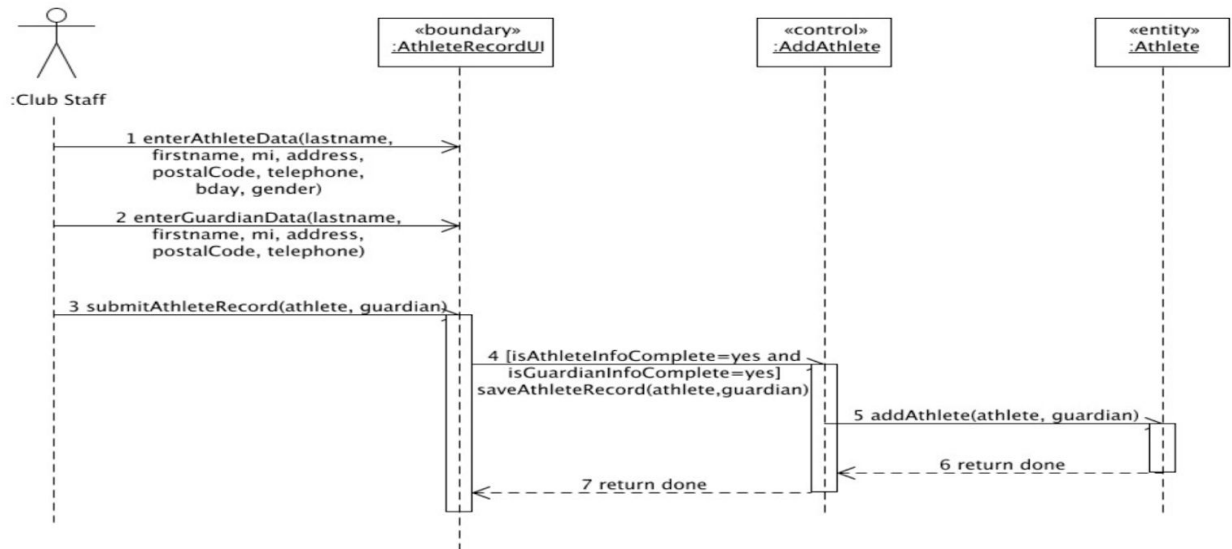 «boundary»
:AthleteRecordUI
«control»
:AddAthlete
«entity»
:Athlete
:Club Staff
1 enterAthleteData(lastname,
firstname, mi, address,
postalCode, telephone,
bday, gender)
2 enterGuardianData(lastname,
firstname, mi, address,
postalCode, telephone)
3 submitAthleteRecord(athlete, guardian)
4 [isAthleteInfoComplete=yes and
isGuardianInfoComplete=yes]
saveAthleteRecord(athlete,guardian)
5 addAthlete(athlete, guardian)
6 return done
7 return done